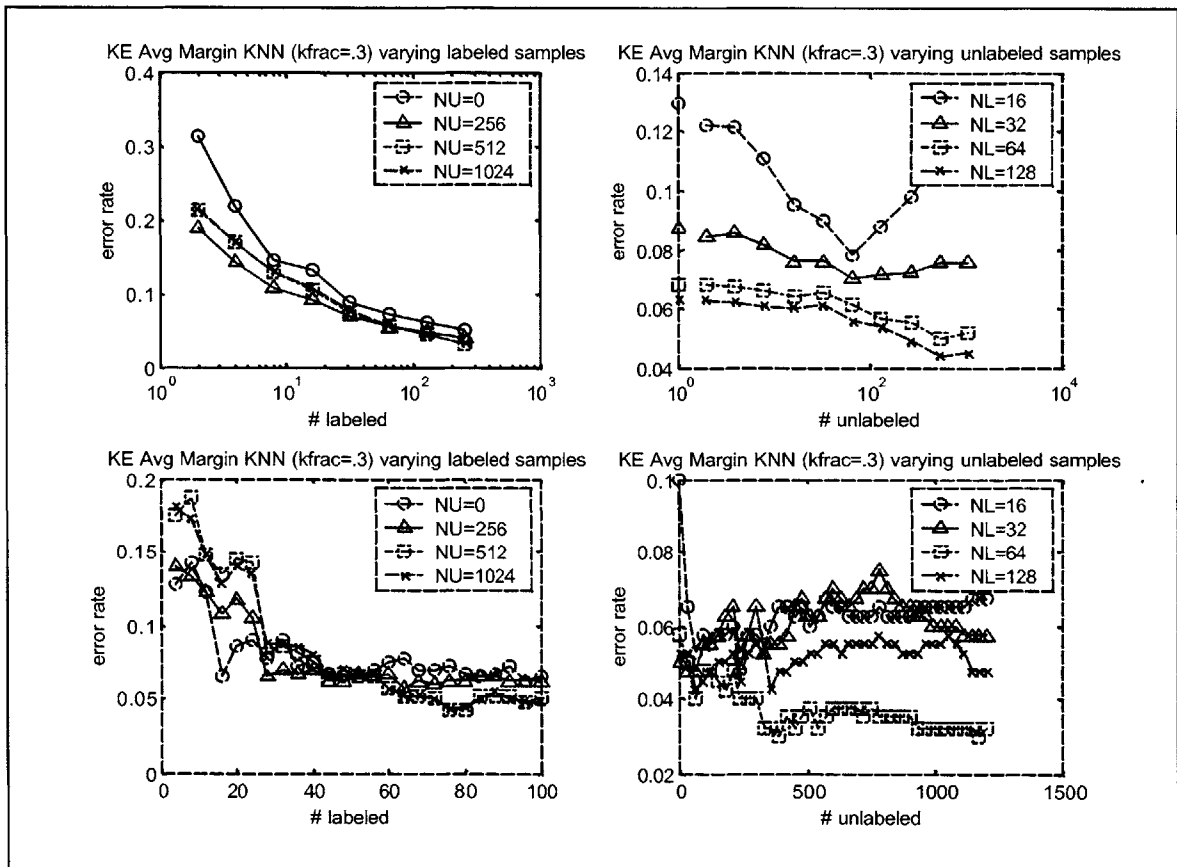 KE Avg Margin KNN (kfrac=.3) varying labeled samples
0.4
0.3
0.2
0.1
0
error rate
NU=0
NU=256
NU=512
NU=1024
10^0
10^1
10^2
10^3
# labeled
KE Avg Margin KNN (kfrac=.3) varying unlabeled samples
0.14
0.12
0.1
0.08
0.06
0.04
error rate
NL=16
NL=32
NL=64
NL=128
10^0
10^2
10^4
# unlabeled
KE Avg Margin KNN (kfrac=.3) varying labeled samples
0.2
0.15
0.1
0.05
0
error rate
NU=0
NU=256
NU=512
NU=1024
0
20
40
60
80
100
# labeled
KE Avg Margin KNN (kfrac=.3) varying unlabeled samples
0.1
0.08
0.06
0.04
0.02
error rate
NL=16
NL=32
NL=64
NL=128
0
500
1000
1500
# unlabeled